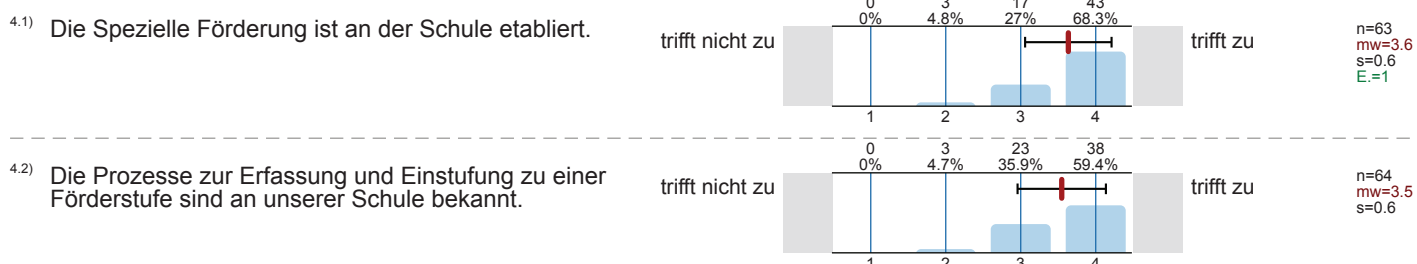 0 3 17 43
0% 4.8% 27% 68.3%
4.1) Die Spezielle Förderung ist an der Schule etabliert.
trifft nicht zu
trifft zu
n=63
mw=3.6
s=0.6
E.=1
1 2 3 4
0 3 23 38
0% 4.7% 35.9% 59.4%
4.2) Die Prozesse zur Erfassung und Einstufung zu einer
Förderstufe sind an unserer Schule bekannt.
trifft nicht zu
trifft zu
n=64
mw=3.5
s=0.6
1 2 3 4